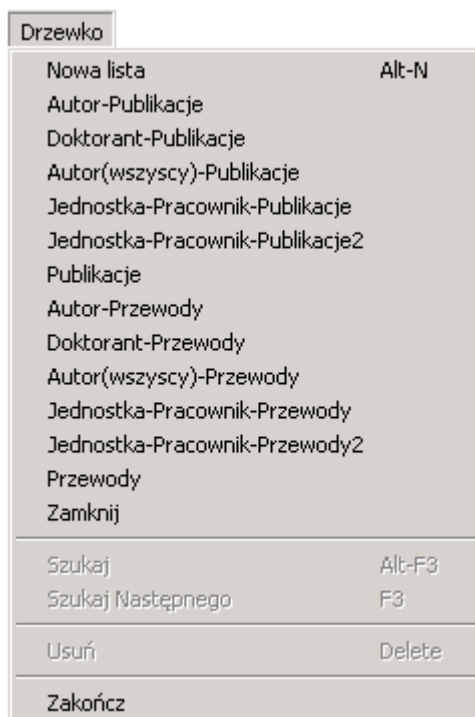 Drzewko
Nowa lista Alt-N
Autor-Publikacje
Doktorant-Publikacje
Autor(wszyscy)-Publikacje
Jednostka-Pracownik-Publikacje
Jednostka-Pracownik-Publikacje2
Publikacje
Autor-Przewody
Doktorant-Przewody
Autor(wszyscy)-Przewody
Jednostka-Pracownik-Przewody
Jednostka-Pracownik-Przewody2
Przewody
Zamknij
Szukaj Alt-F3
Szukaj Następnego F3
Usuń Delete
Zakończ